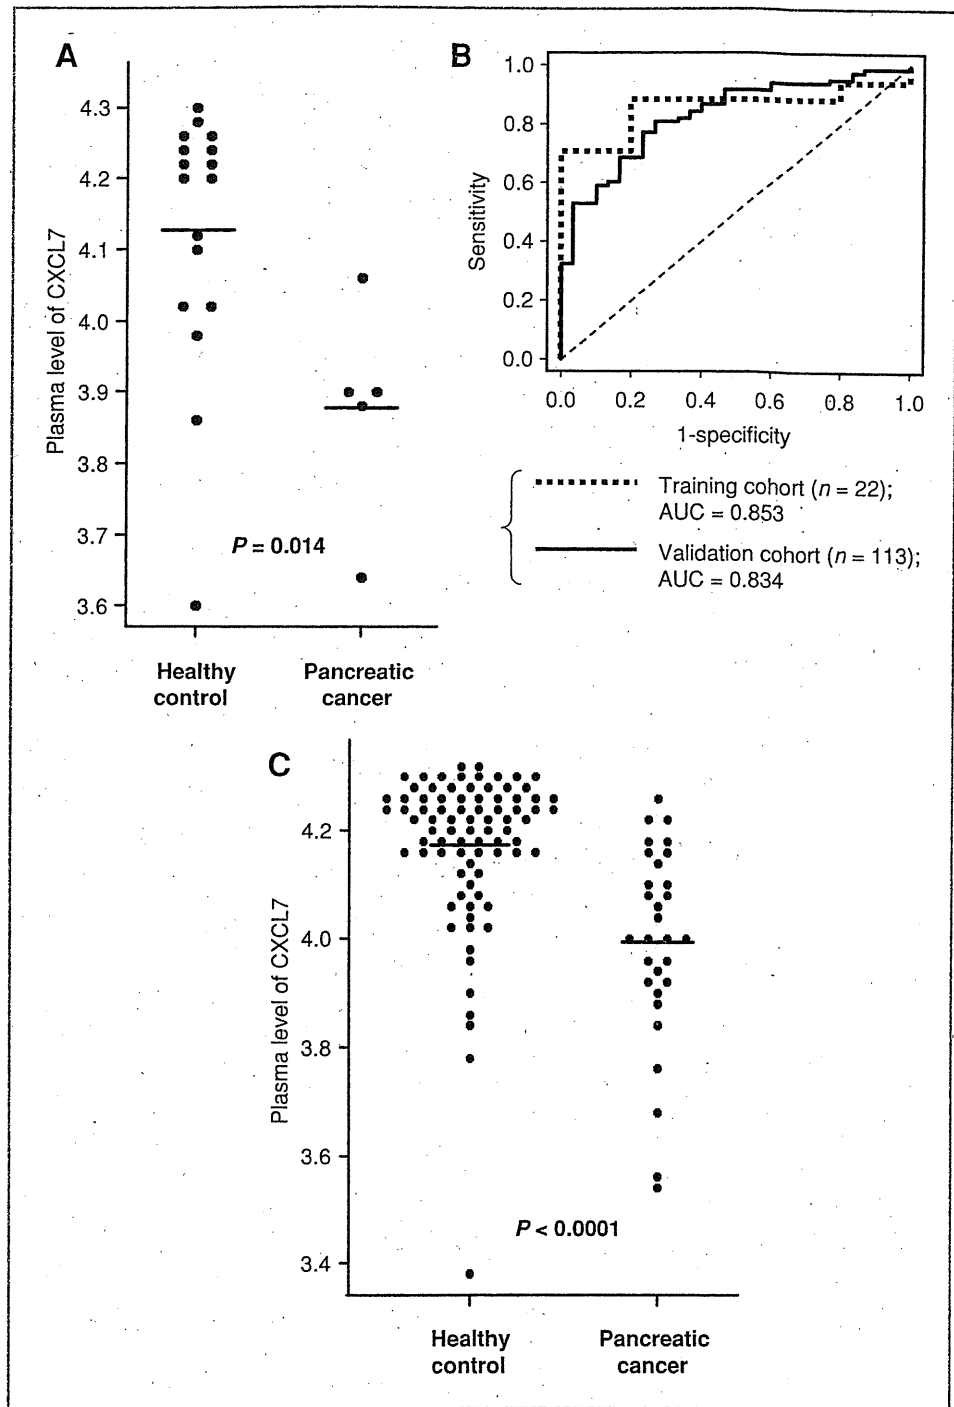 A
4.3
4.2
4.1
4.0
3.9
3.8
3.7
3.6
Plasma level of CXCL7
P = 0.014
Healthy
control
Pancreatic
cancer
B
1.0
0.8
0.6
0.4
0.2
0.0
Sensitivity
0.0 0.2 0.4 0.6 0.8 1.0
1-specificity
Training cohort (n = 22);
AUC = 0.853
Validation cohort (n = 113);
AUC = 0.834
C
4.2
4.0
3.8
3.6
3.4
Plasma level of CXCL7
P < 0.0001
Healthy
control
Pancreatic
cancer